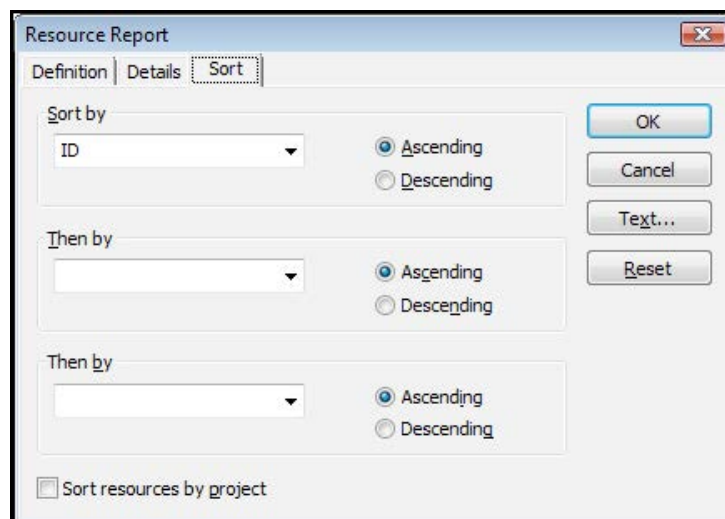 Resource Report
Definition Details Sort
Sort by
ID
Ascending
Descending
OK
Cancel
Text...
Reset
Then by
Ascending
Descending
Then by
Ascending
Descending
Sort resources by project